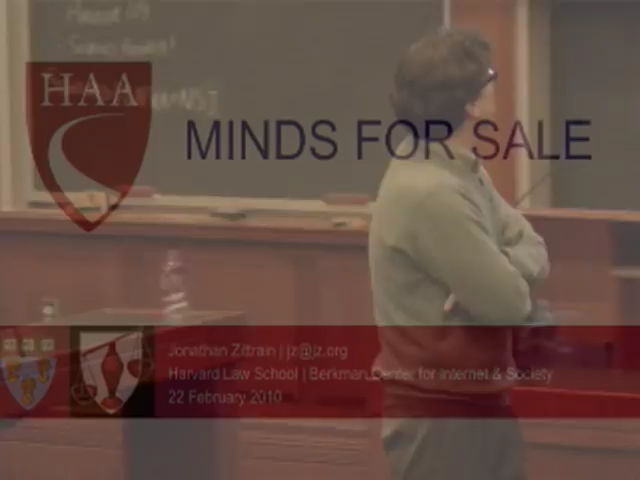 HAA
MINDS FOR SALE
Jonathan Zittrain | jz@jz.org
Harvard Law School | Berkman Center for Internet & Society
22 February 2010